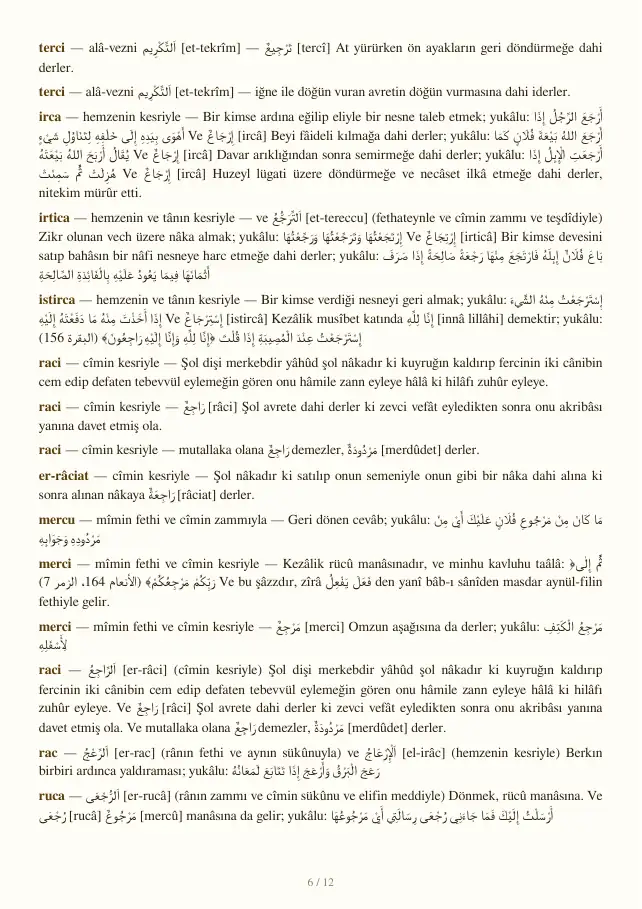 terci — alâ-vezni اَلتَّكْرِيم [et-tekrîm] — تَرْجِيعٌ [tercî] At yürürken ön ayakların geri döndürmeğe dahi
derler.
terci — alâ-vezni اَلتَّكْرِيم [et-tekrîm] — iğne ile döğün vuran avretin döğün vurmasına dahi iderler.
irca — hemzenin kesriyle — Bir kimse ardına eğilip eliyle bir nesne taleb etmek; yukâlu: أَرْجَعَ الرَّجُلُ إِذَا
أَهْوَى بِيَدِهِ إِلَى خَلْفِهِ لِتَنَاوُلِ شَيْءٍ Ve إِرْجَاعٌ [ircâ] Beyi fâideli kılmağa dahi derler; yukâlu: أَرْجَعَ اللهُ بَيْعَةَ فُلَانٍ كَمَا
يُقَالُ أَرْبَحَ اللهُ بَيْعَتَهُ Ve إِرْجَاعٌ [ircâ] Davar arıklığından sonra semirmeğe dahi derler; yukâlu: أَرْجَعَتِ الْإِبِلُ إِذَا
هُزِلَتْ ثُمَّ سَمِنَتْ Ve إِرْجَاعٌ [ircâ] Huzeyl lügati üzere döndürmeğe ve necâset ilkâ etmeğe dahi derler,
nitekim mürûr etti.
irtica — hemzenin ve tânın kesriyle — ve اَلتَّرَجُّعُ [et-tereccu] (fethateynle ve cîmin zammı ve teşdîdiyle)
Zikr olunan vech üzere nâka almak; yukâlu: إِرْتَجَعْتُهَا وَتَرَجَّعْتُهَا وَرَجَعْتُهَا Ve إِرْتِجَاعٌ [irticâ] Bir kimse devesini
satıp bahâsın bir nâfi nesneye harc etmeğe dahi derler; yukâlu: بَاعَ فُلَانٌ إِبِلَهُ فَارْتَجَعَ مِنْهَا رَجْعَةً صَالِحَةً إِذَا صَرَفَ
أَثْمَانَهَا فِيمَا يَعُودُ عَلَيْهِ بِالْعَائِدَةِ الصَّالِحَةِ
istirca — hemzenin ve tânın kesriyle — Bir kimse verdiği nesneyi geri almak; yukâlu: إِسْتَرْجَعْتُ مِنْهُ الشَّيْءَ
إِذَا أَخَذْتَ مِنْهُ مَا دَفَعْتَهُ إِلَيْهِ Ve إِسْتِرْجَاعٌ [istircâ] Kezâlik musîbet katında إِنَّا لِلَّهِ [innâ lillâhi] demektir; yukâlu:
إِسْتَرْجَعْتُ عِنْدَ الْمُصِيبَةِ إِذَا قُلْتَ ﴿إِنَّا لِلَّهِ وَإِنَّا إِلَيْهِ رَاجِعُونَ﴾ (البقرة 156)
raci — cîmin kesriyle — Şol dişi merkebdir yâhûd şol nâkadır ki kuyruğın kaldırıp fercinin iki cânibin
cem edip defaten tebevvül eylemeğin gören onu hâmile zann eyleye hâlâ ki hilâfı zuhûr eyleye.
raci — cîmin kesriyle — رَاجِعٌ [râci] Şol avrete dahi derler ki zevci vefât eyledikten sonra onu akribâsı
yanına davet etmiş ola.
raci — cîmin kesriyle — mutallaka olana رَاجِعٌ demezler, مَرْدُودَةٌ [merdûdet] derler.
er-râciat — cîmin kesriyle — Şol nâkadır ki satılıp onun semeniyle onun gibi bir nâka dahi alına ki
sonra alınan nâkaya رَاجِعَةٌ [râciat] derler.
mercu — mîmin fethi ve cîmin zammıyla — Geri dönen cevâb; yukâlu: مَا كَانَ مِنْ مَرْجُوعِ فُلَانٍ عَلَيْكَ أَيْ مِنْ
مَرْدُودِهِ وَجَوَابِهِ
merci — mîmin fethi ve cîmin kesriyle — Kezâlik rücû manâsınadır, ve minhu kavluhu taâlâ: ﴿ثُمَّ إِلَى
رَبِّكُمْ مَرْجِعُكُمْ﴾ (الأنعام 164، الزمر 7) Ve bu şâzzdır, zîrâ فَعَلَ يَفْعِلُ den yanî bâb-ı sânîden masdar aynül-filin
fethiyle gelir.
merci — mîmin fethi ve cîmin kesriyle — مَرْجِعٌ [merci] Omzun aşağısına da derler; yukâlu: مَرْجِعُ الْكَتِفِ
لِأَسْفَلِهِ
raci — اَلرَّاجِعُ [er-râci] (cîmin kesriyle) Şol dişi merkebdir yâhûd şol nâkadır ki kuyruğın kaldırıp
fercinin iki cânibin cem edip defaten tebevvül eylemeğin gören onu hâmile zann eyleye hâlâ ki hilâfı
zuhûr eyleye. Ve رَاجِعٌ [râci] Şol avrete dahi derler ki zevci vefât eyledikten sonra onu akribâsı yanına
davet etmiş ola. Ve mutallaka olana رَاجِعٌ demezler, مَرْدُودَةٌ [merdûdet] derler.
rac — اَلرَّعْجُ [er-rac] (rânın fethi ve aynın sükûnuyla) ve اَلْإِرْعَاجُ [el-irâc] (hemzenin kesriyle) Berkın
birbiri ardınca yaldıraması; yukâlu: رَعَجَ الْبَرْقُ وَأَرْعَجَ إِذَا تَتَابَعَ لَمَعَانُهُ
ruca — اَلرُّجْعَى [er-rucâ] (rânın zammı ve cîmin sükûnu ve elifin meddiyle) Dönmek, rücû manâsına. Ve
رُجْعَى [rucâ] مَرْجُوعٌ [mercû] manâsına da gelir; yukâlu: أَرْسَلْتُ إِلَيْكَ فَمَا جَاءَنِي رُجْعَى رِسَالَتِي أَيْ مَرْجُوعُهَا
6 / 12